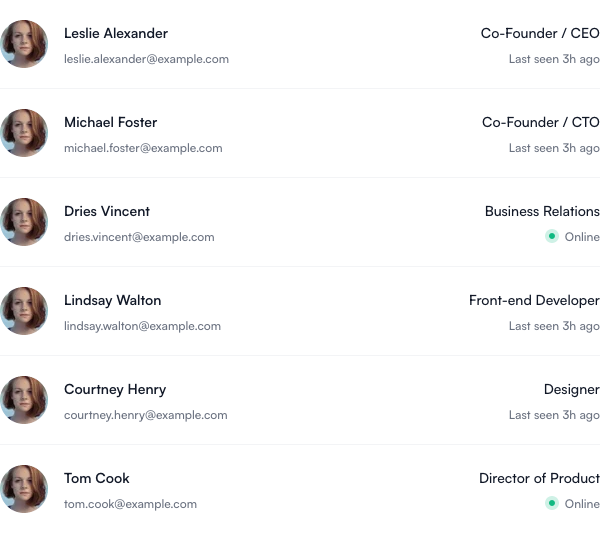 Leslie Alexander
Co-Founder / CEO
leslie.alexander@example.com
Last seen 3h ago
Michael Foster
Co-Founder / CTO
michael.foster@example.com
Last seen 3h ago
Dries Vincent
Business Relations
dries.vincent@example.com
Online
Lindsay Walton
Front-end Developer
lindsay.walton@example.com
Last seen 3h ago
Courtney Henry
Designer
courtney.henry@example.com
Last seen 3h ago
Tom Cook
Director of Product
tom.cook@example.com
Online